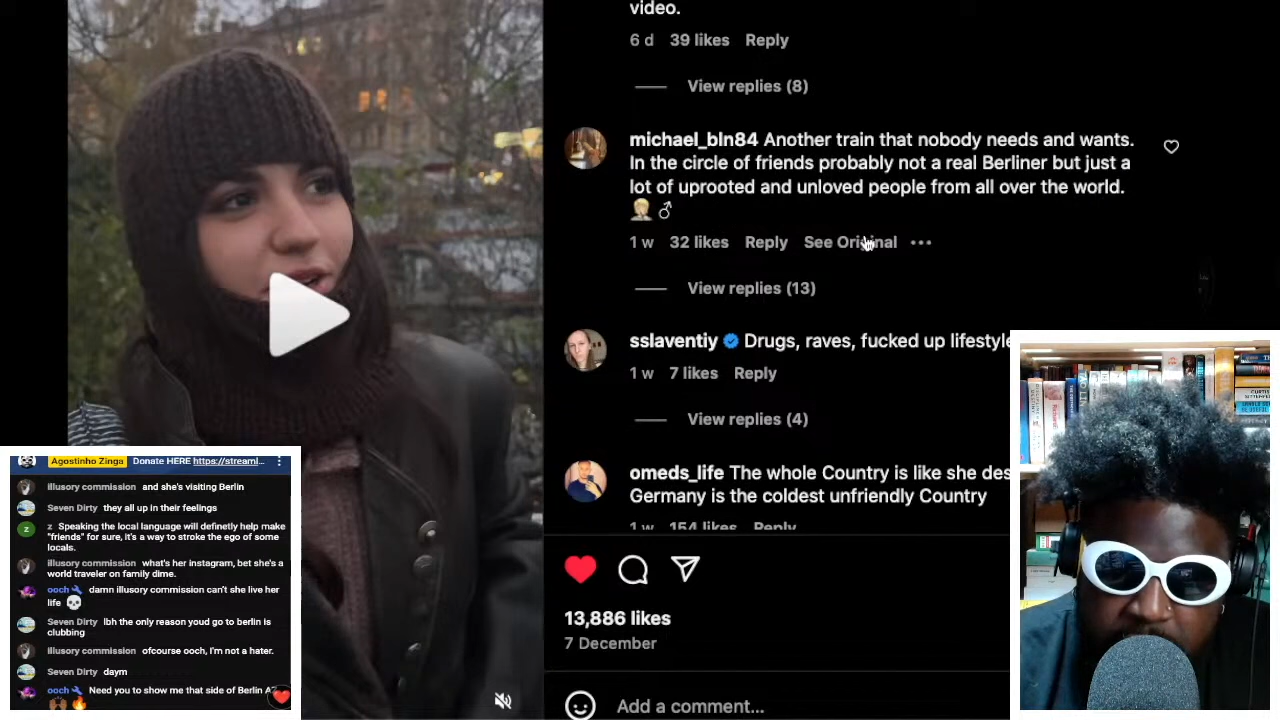 video.
6 d 39 likes Reply
View replies (8)
michael_bln84 Another train that nobody needs and wants.
In the circle of friends probably not a real Berliner but just a
lot of uprooted and unloved people from all over the world.
🤦🏼♂
1 w 32 likes Reply See Original •••
View replies (13)
sslaventiy Drugs, raves, fucked up lifestyle
1 w 7 likes Reply
View replies (4)
omeds_life The whole Country is like she des
Germany is the coldest unfriendly Country
1 w 154 likes Reply
13,886 likes
7 December
Add a comment...
Agostinho Zinga Donate HERE https://streaml...
illusory commission and she's visiting Berlin
Seven Dirty they all up in their feelings
z Speaking the local language will definetly help make
"friends" for sure, it's a way to stroke the ego of some
locals.
illusory commission what's her instagram, bet she's a
world traveler on family dime.
ooch damn illusory commission can't she live her
life 💀
Seven Dirty lbh the only reason youd go to berlin is
clubbing
illusory commission ofcourse ooch, I'm not a hater.
Seven Dirty daym
ooch Need you to show me that side of Berlin